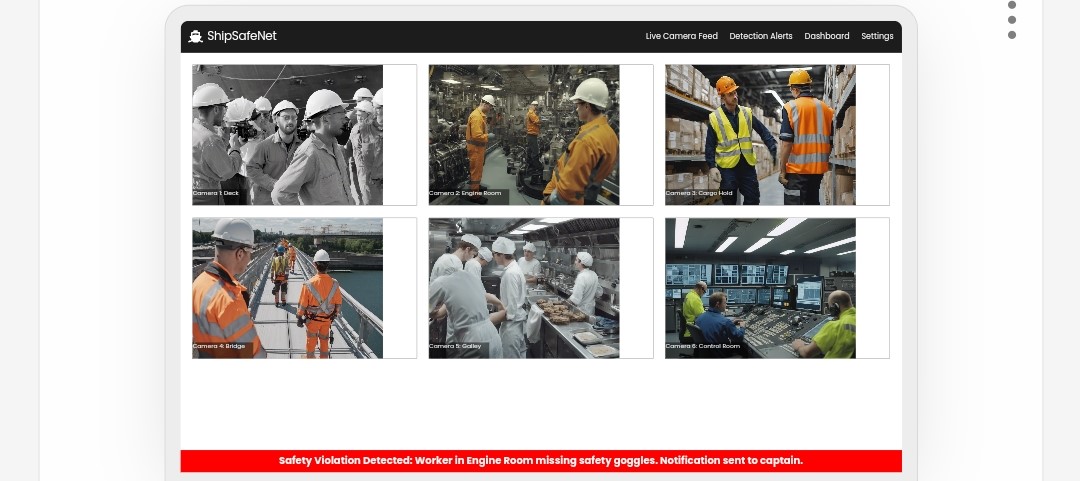 ShipSafeNet
Live Camera Feed Detection Alerts Dashboard Settings
Camera 1: Deck
Camera 2: Engine Room
Camera 3: Cargo Hold
Camera 4: Bridge
Camera 5: Galley
Camera 6: Control Room
Safety Violation Detected: Worker in Engine Room missing safety goggles. Notification sent to captain.